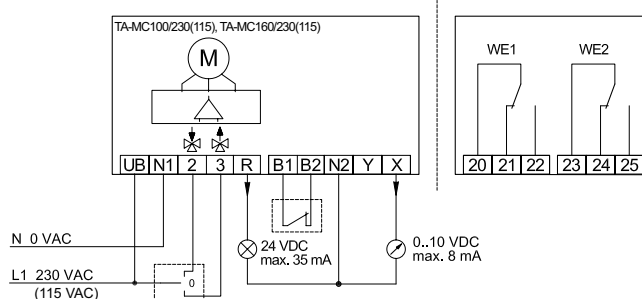 TA-MC100/230(115), TA-MC160/230(115)
M
UB N1 2 3 R B1 B2 N2 Y X
WE1 WE2
20 21 22 23 24 25
N 0 VAC
L1 230 VAC
(115 VAC)
0
24 VDC
max. 35 mA
0..10 VDC
max. 8 mA